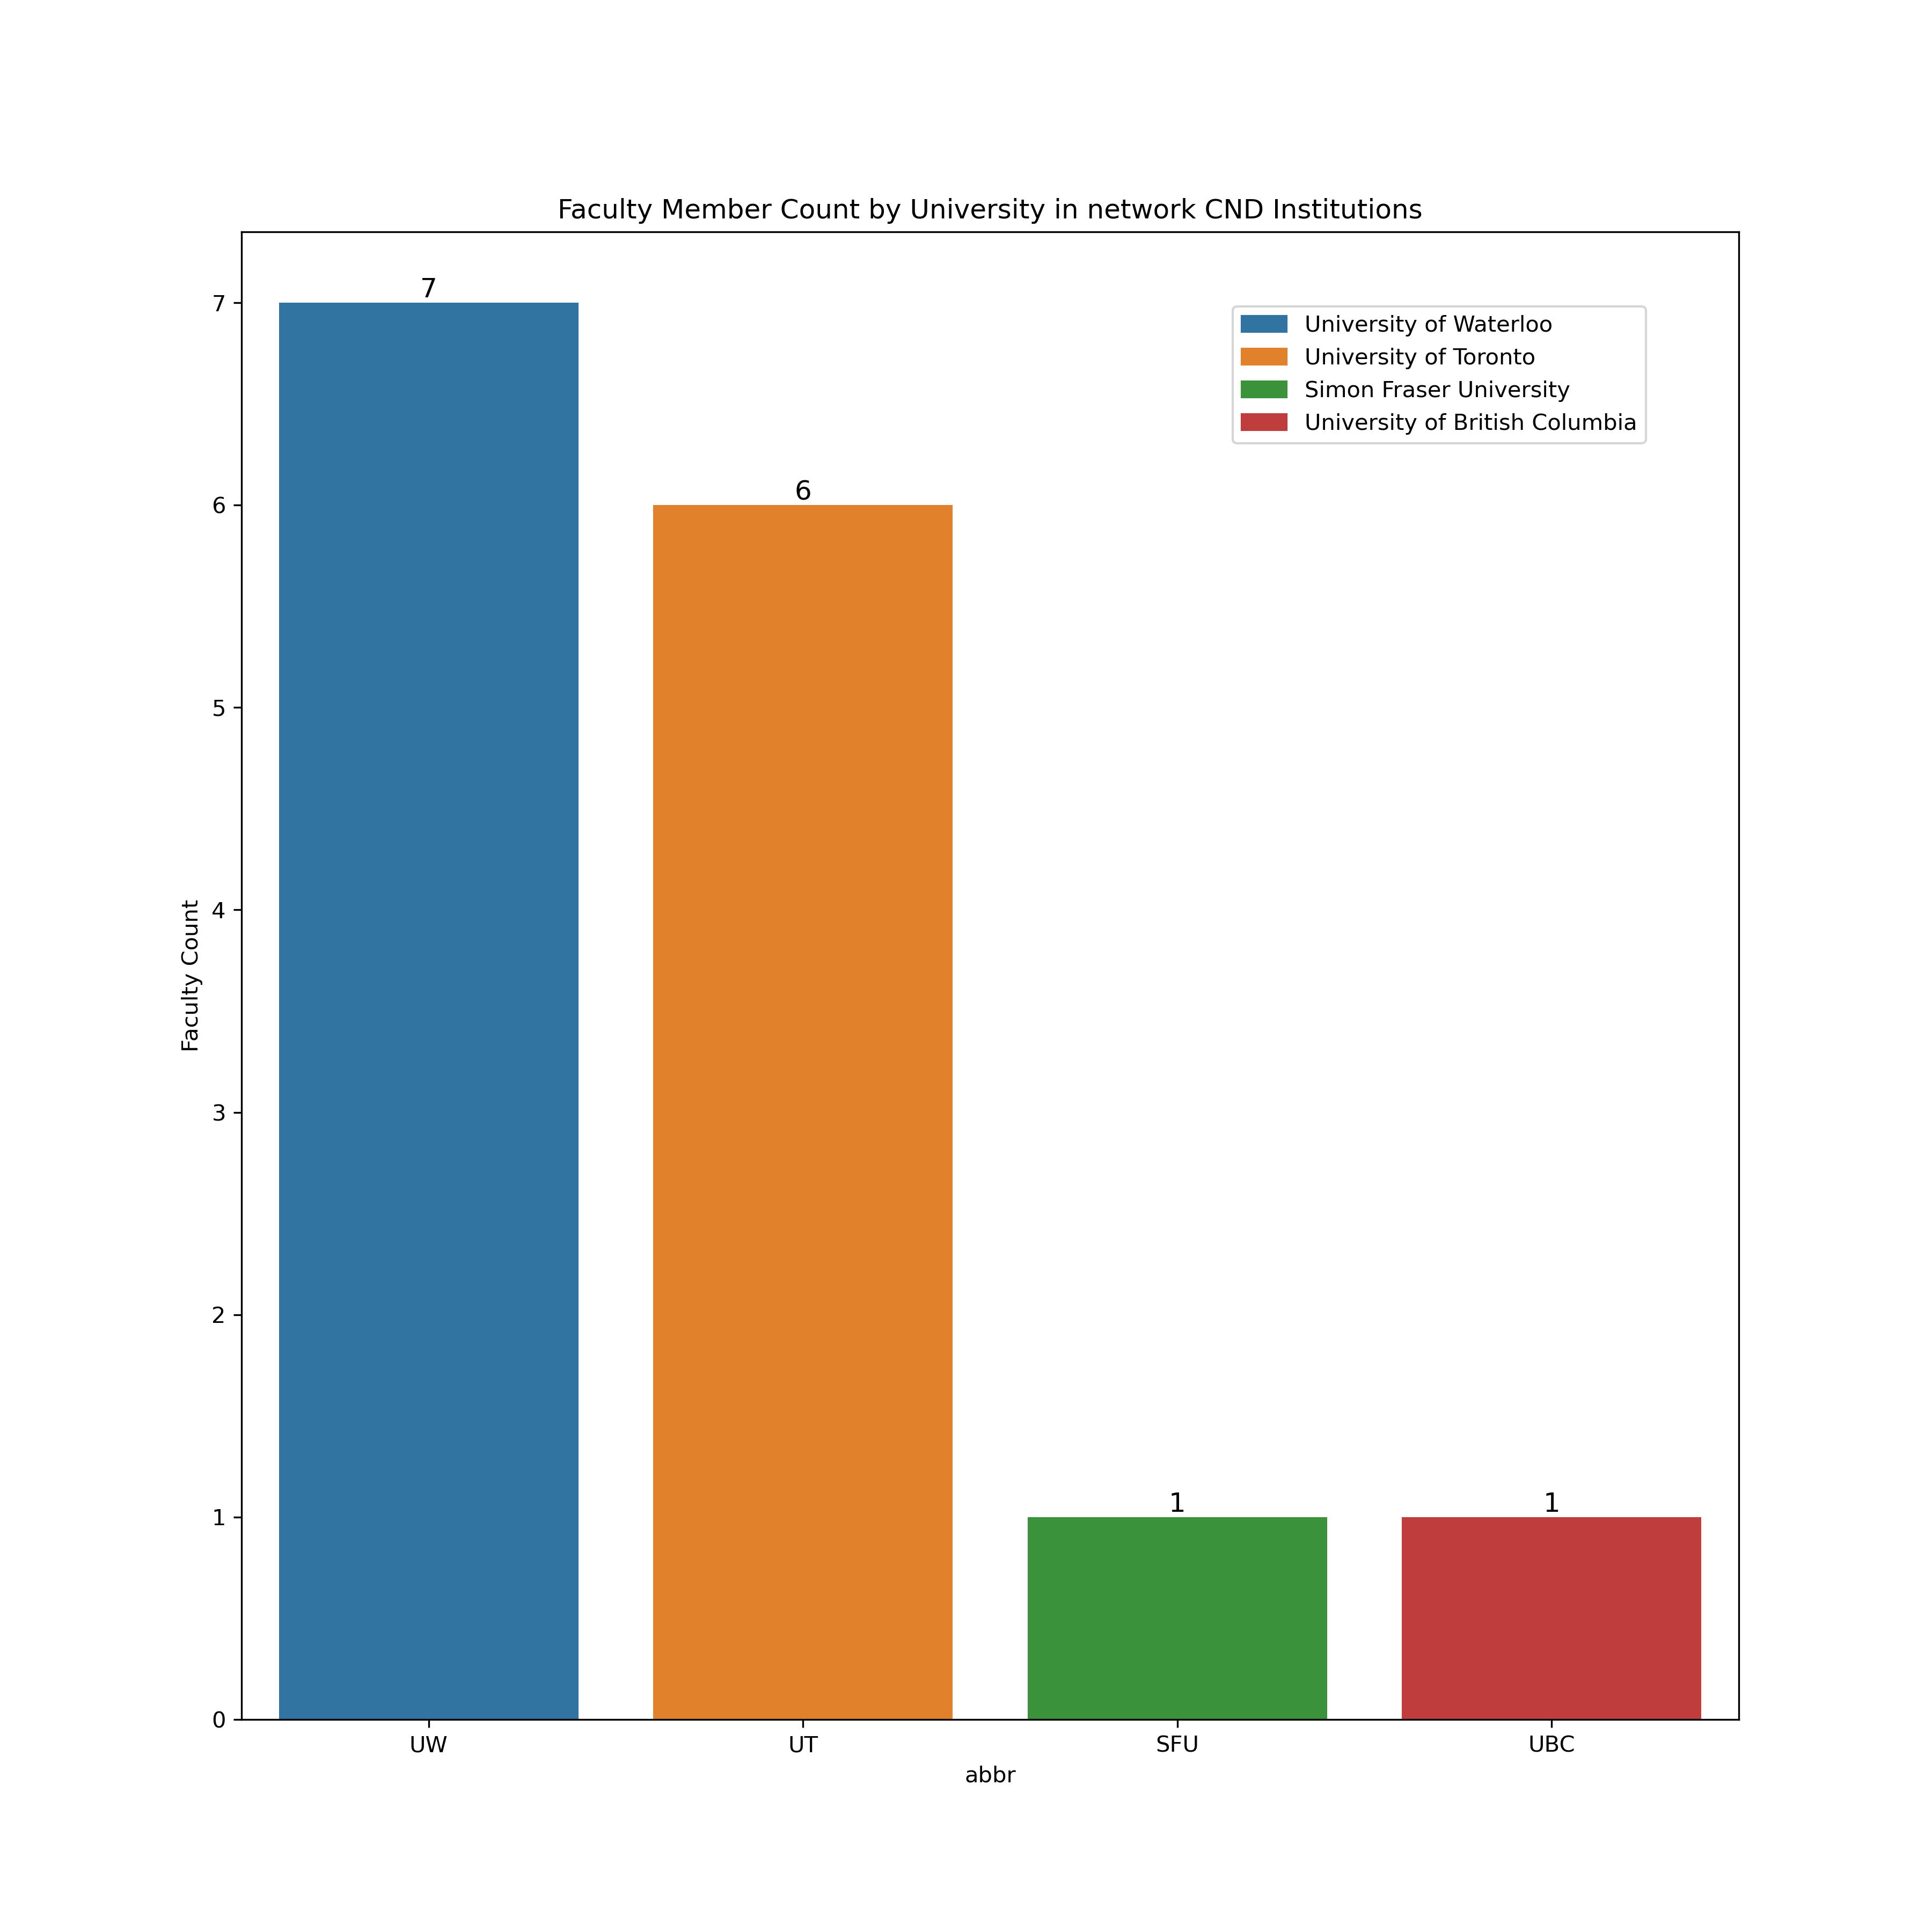 Faculty Member Count by University in network CND Institutions
7
6
1
1
University of Waterloo
University of Toronto
Simon Fraser University
University of British Columbia
Faculty Count
7
6
5
4
3
2
1
0
UW UT SFU UBC
abbr